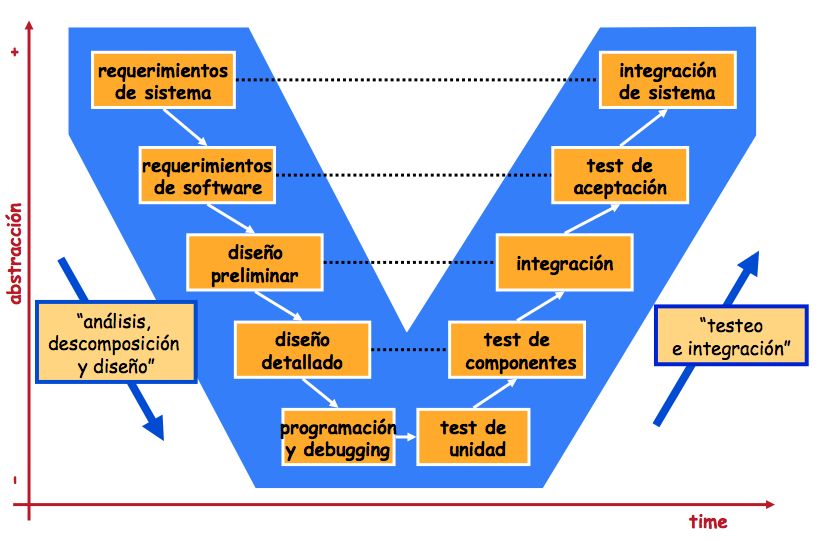 +
requerimientos
de sistema
integración
de sistema
requerimientos
de software
test de
aceptación
abstracción
diseño
preliminar
integración
“análisis,
descomposición
y diseño”
diseño
detallado
test de
componentes
“testeo
e integración”
programación
y debugging
test de
unidad
-
time